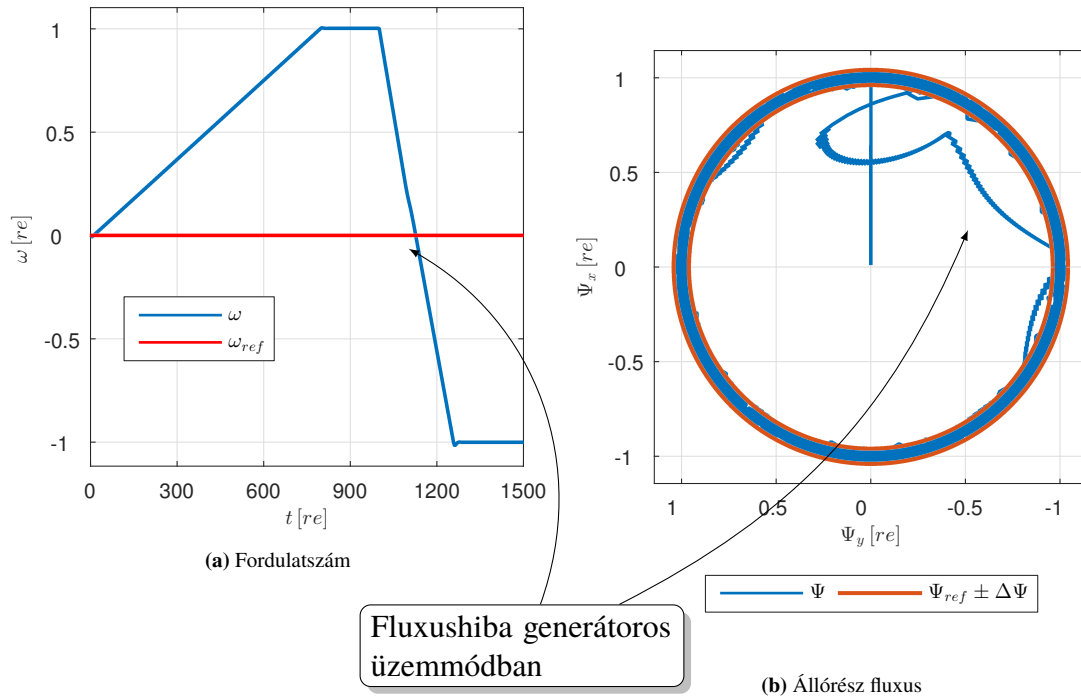 1
0.5
0
-0.5
-1
ω [re]
ω
ω_ref
0 300 600 900 1200 1500
t [re]
(a) Fordulatszám
1
0.5
0
-0.5
-1
Ψ_x [re]
1 0.5 0 -0.5 -1
Ψ_y [re]
Ψ Ψ_ref ± ΔΨ
Fluxushiba generátoros
üzemmódban
(b) Állórész fluxus